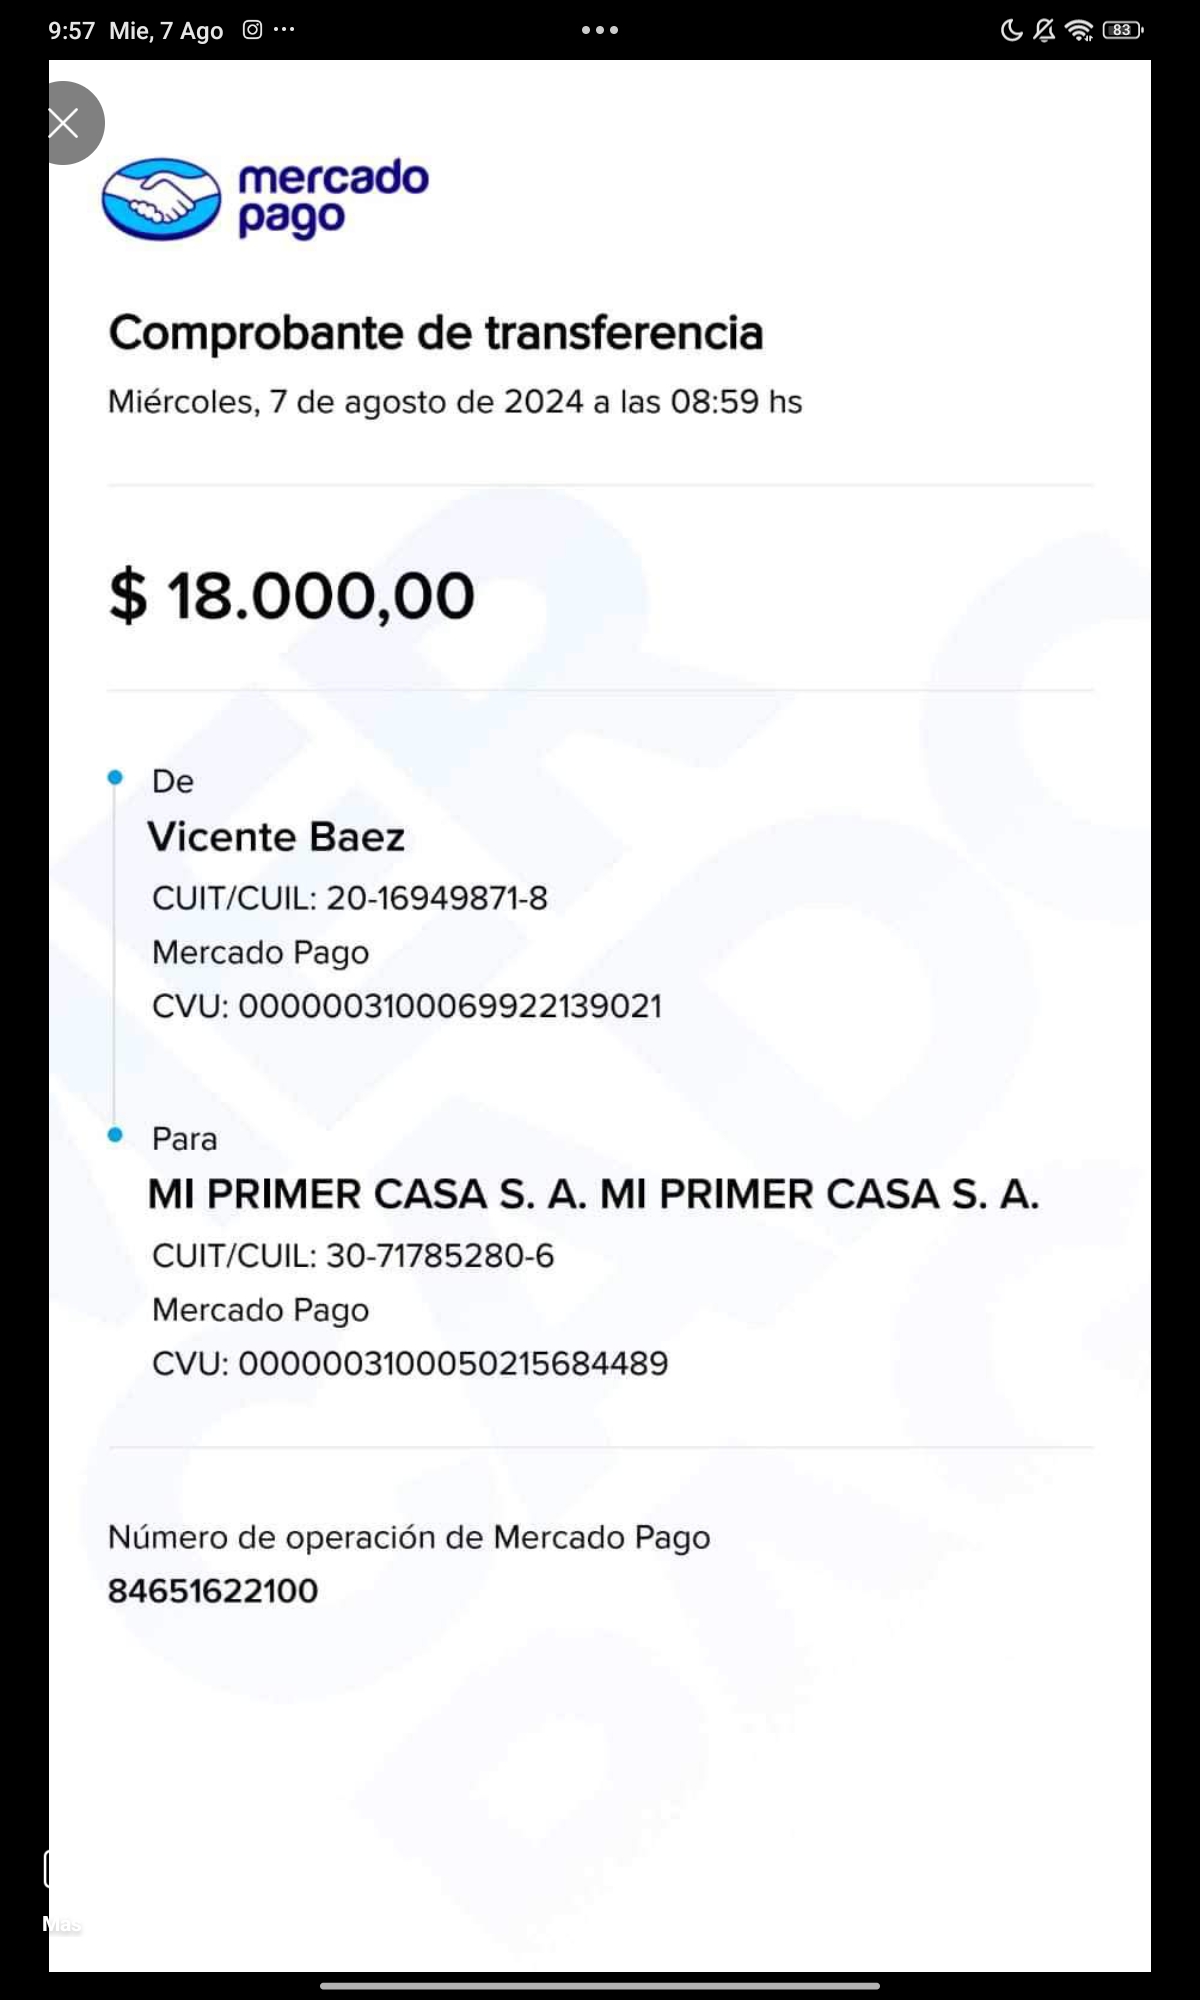 9:57 Mie, 7 Ago
83
mercado
pago
Comprobante de transferencia
Miércoles, 7 de agosto de 2024 a las 08:59 hs
$ 18.000,00
De
Vicente Baez
CUIT/CUIL: 20-16949871-8
Mercado Pago
CVU: 0000003100069922139021
Para
MI PRIMER CASA S. A. MI PRIMER CASA S. A.
CUIT/CUIL: 30-71785280-6
Mercado Pago
CVU: 0000003100050215684489
Número de operación de Mercado Pago
84651622100
Más